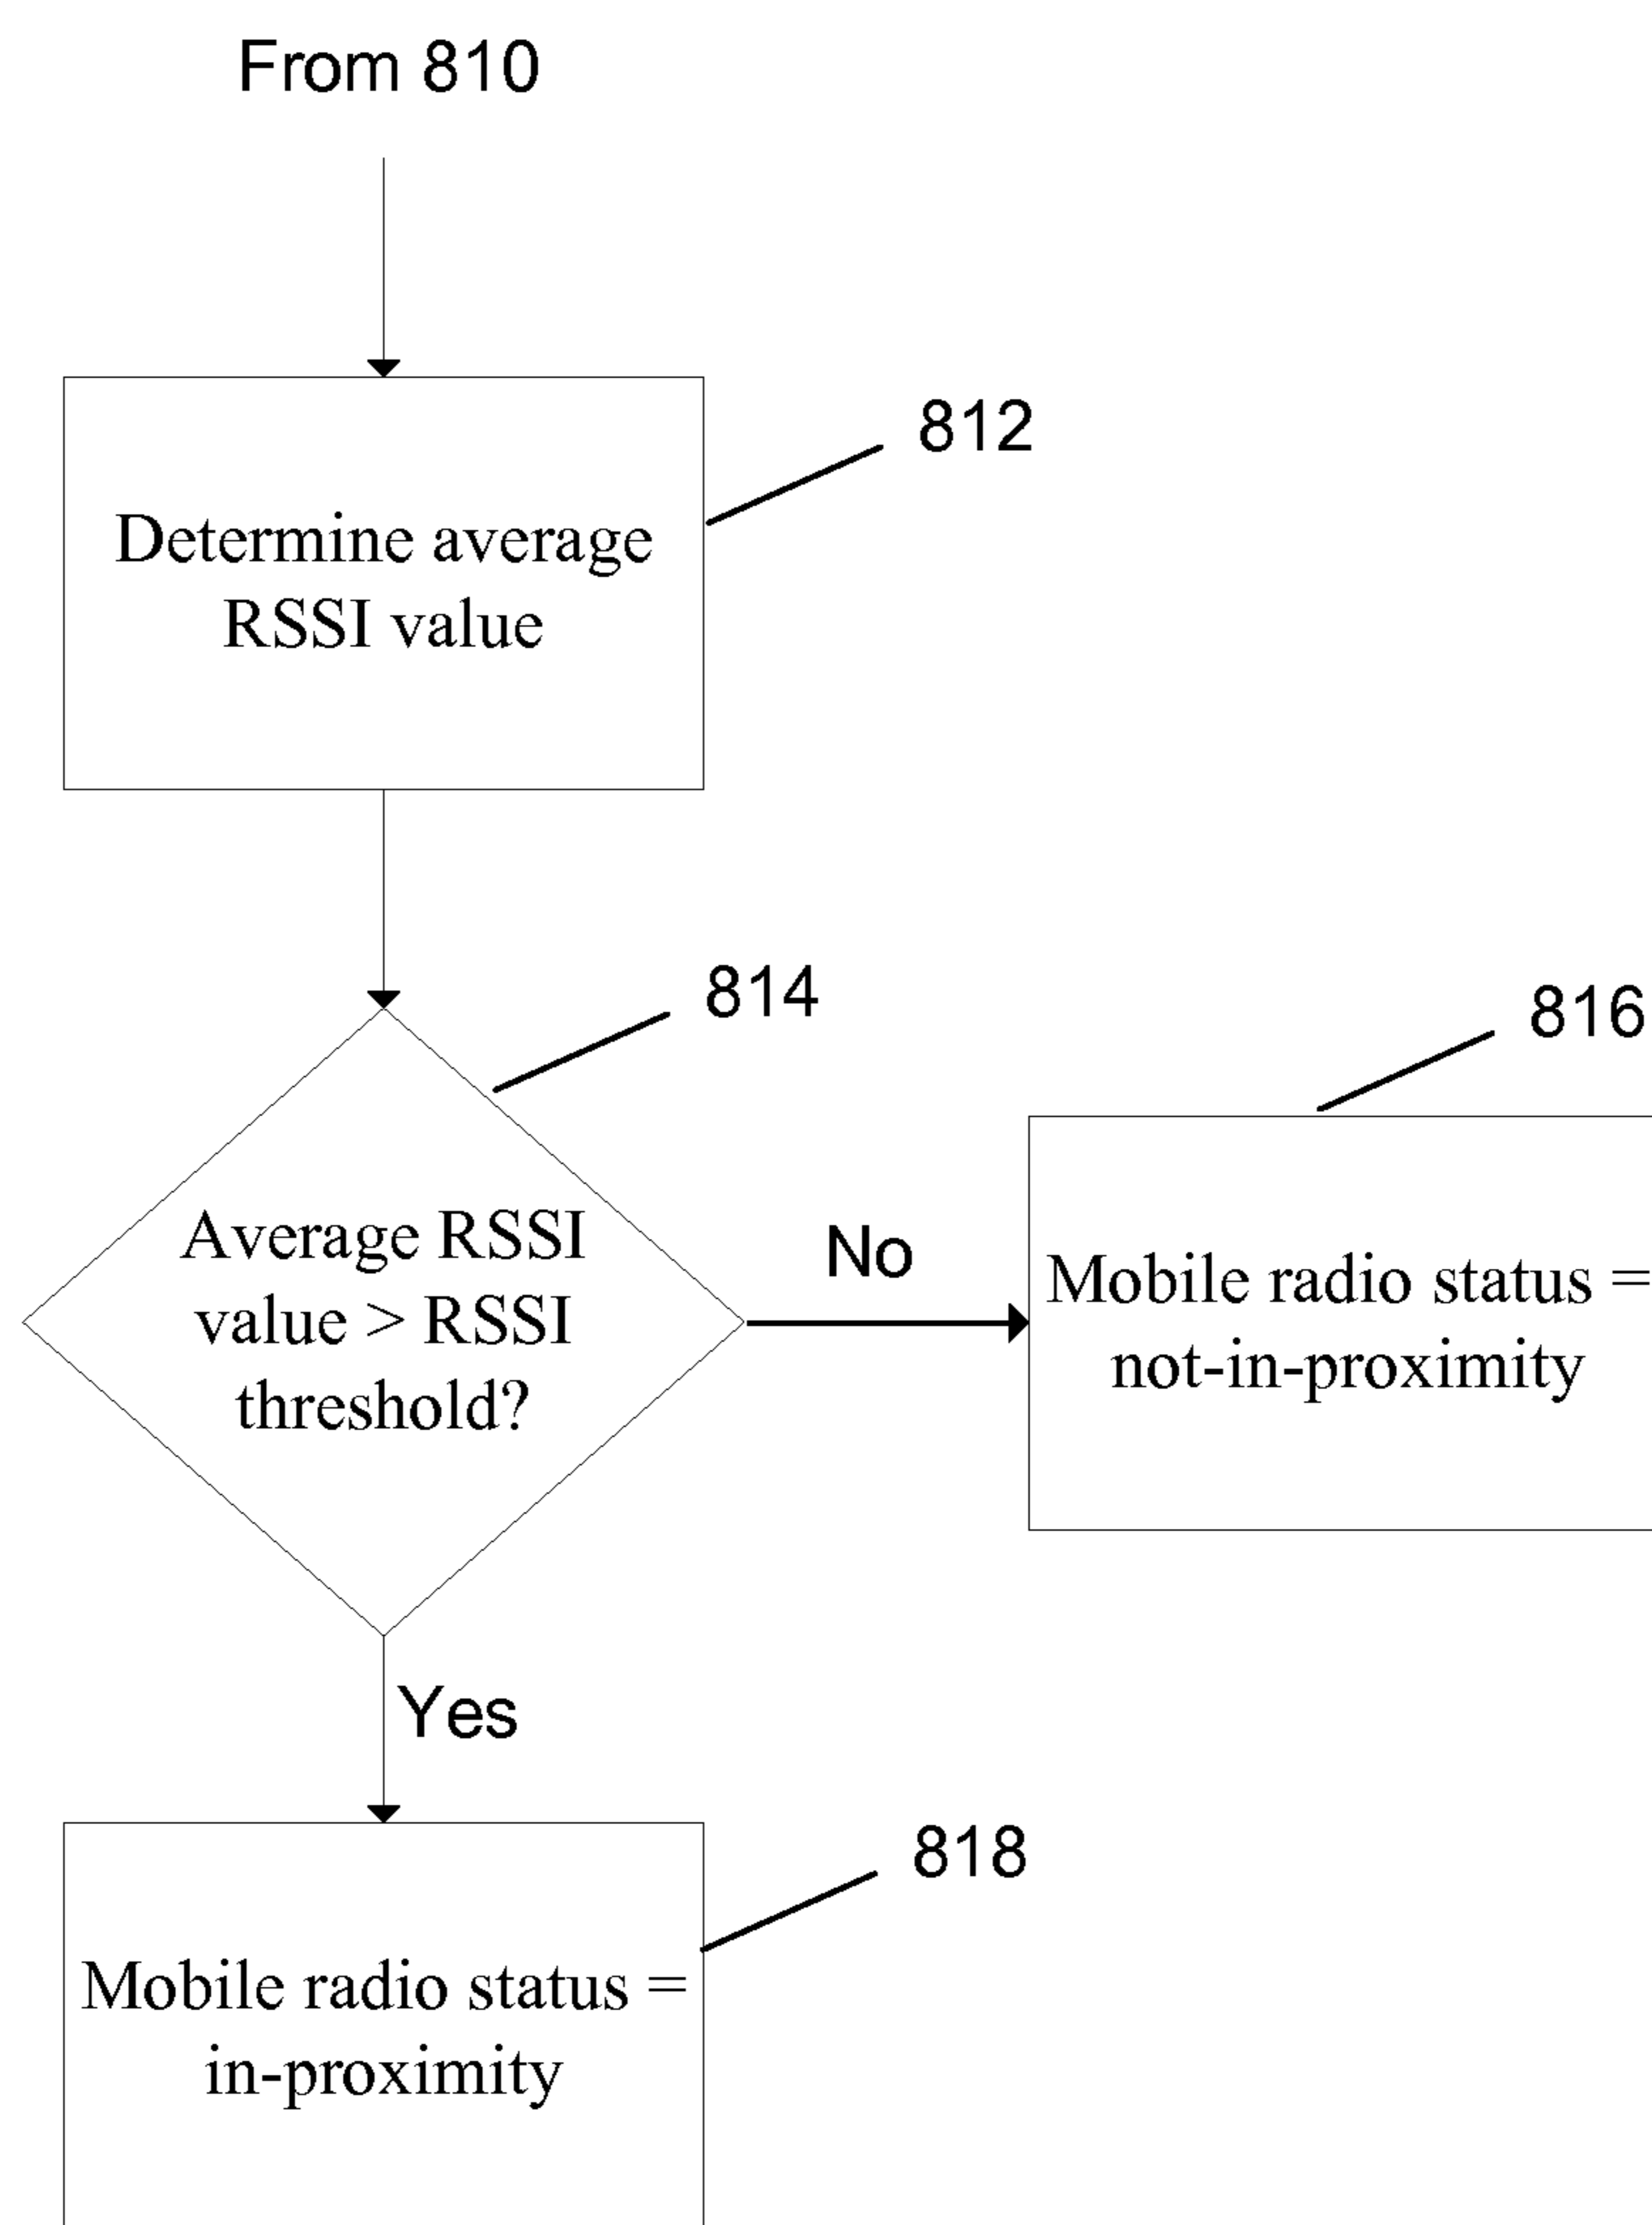 From 810
812
Determine average
RSSI value
814
816
Average RSSI
value > RSSI
threshold?
No
Mobile radio status =
not-in-proximity
Yes
818
Mobile radio status =
in-proximity